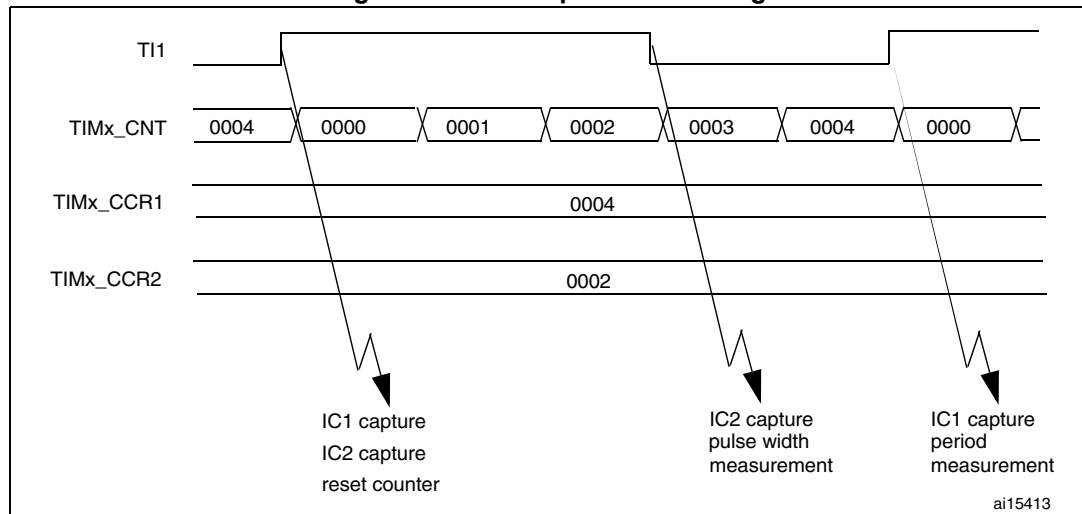 TI1
TIMx_CNT 0004 0000 0001 0002 0003 0004 0000
TIMx_CCR1 0004
TIMx_CCR2 0002
IC1 capture
IC2 capture
reset counter
IC2 capture
pulse width
measurement
IC1 capture
period
measurement
ai15413